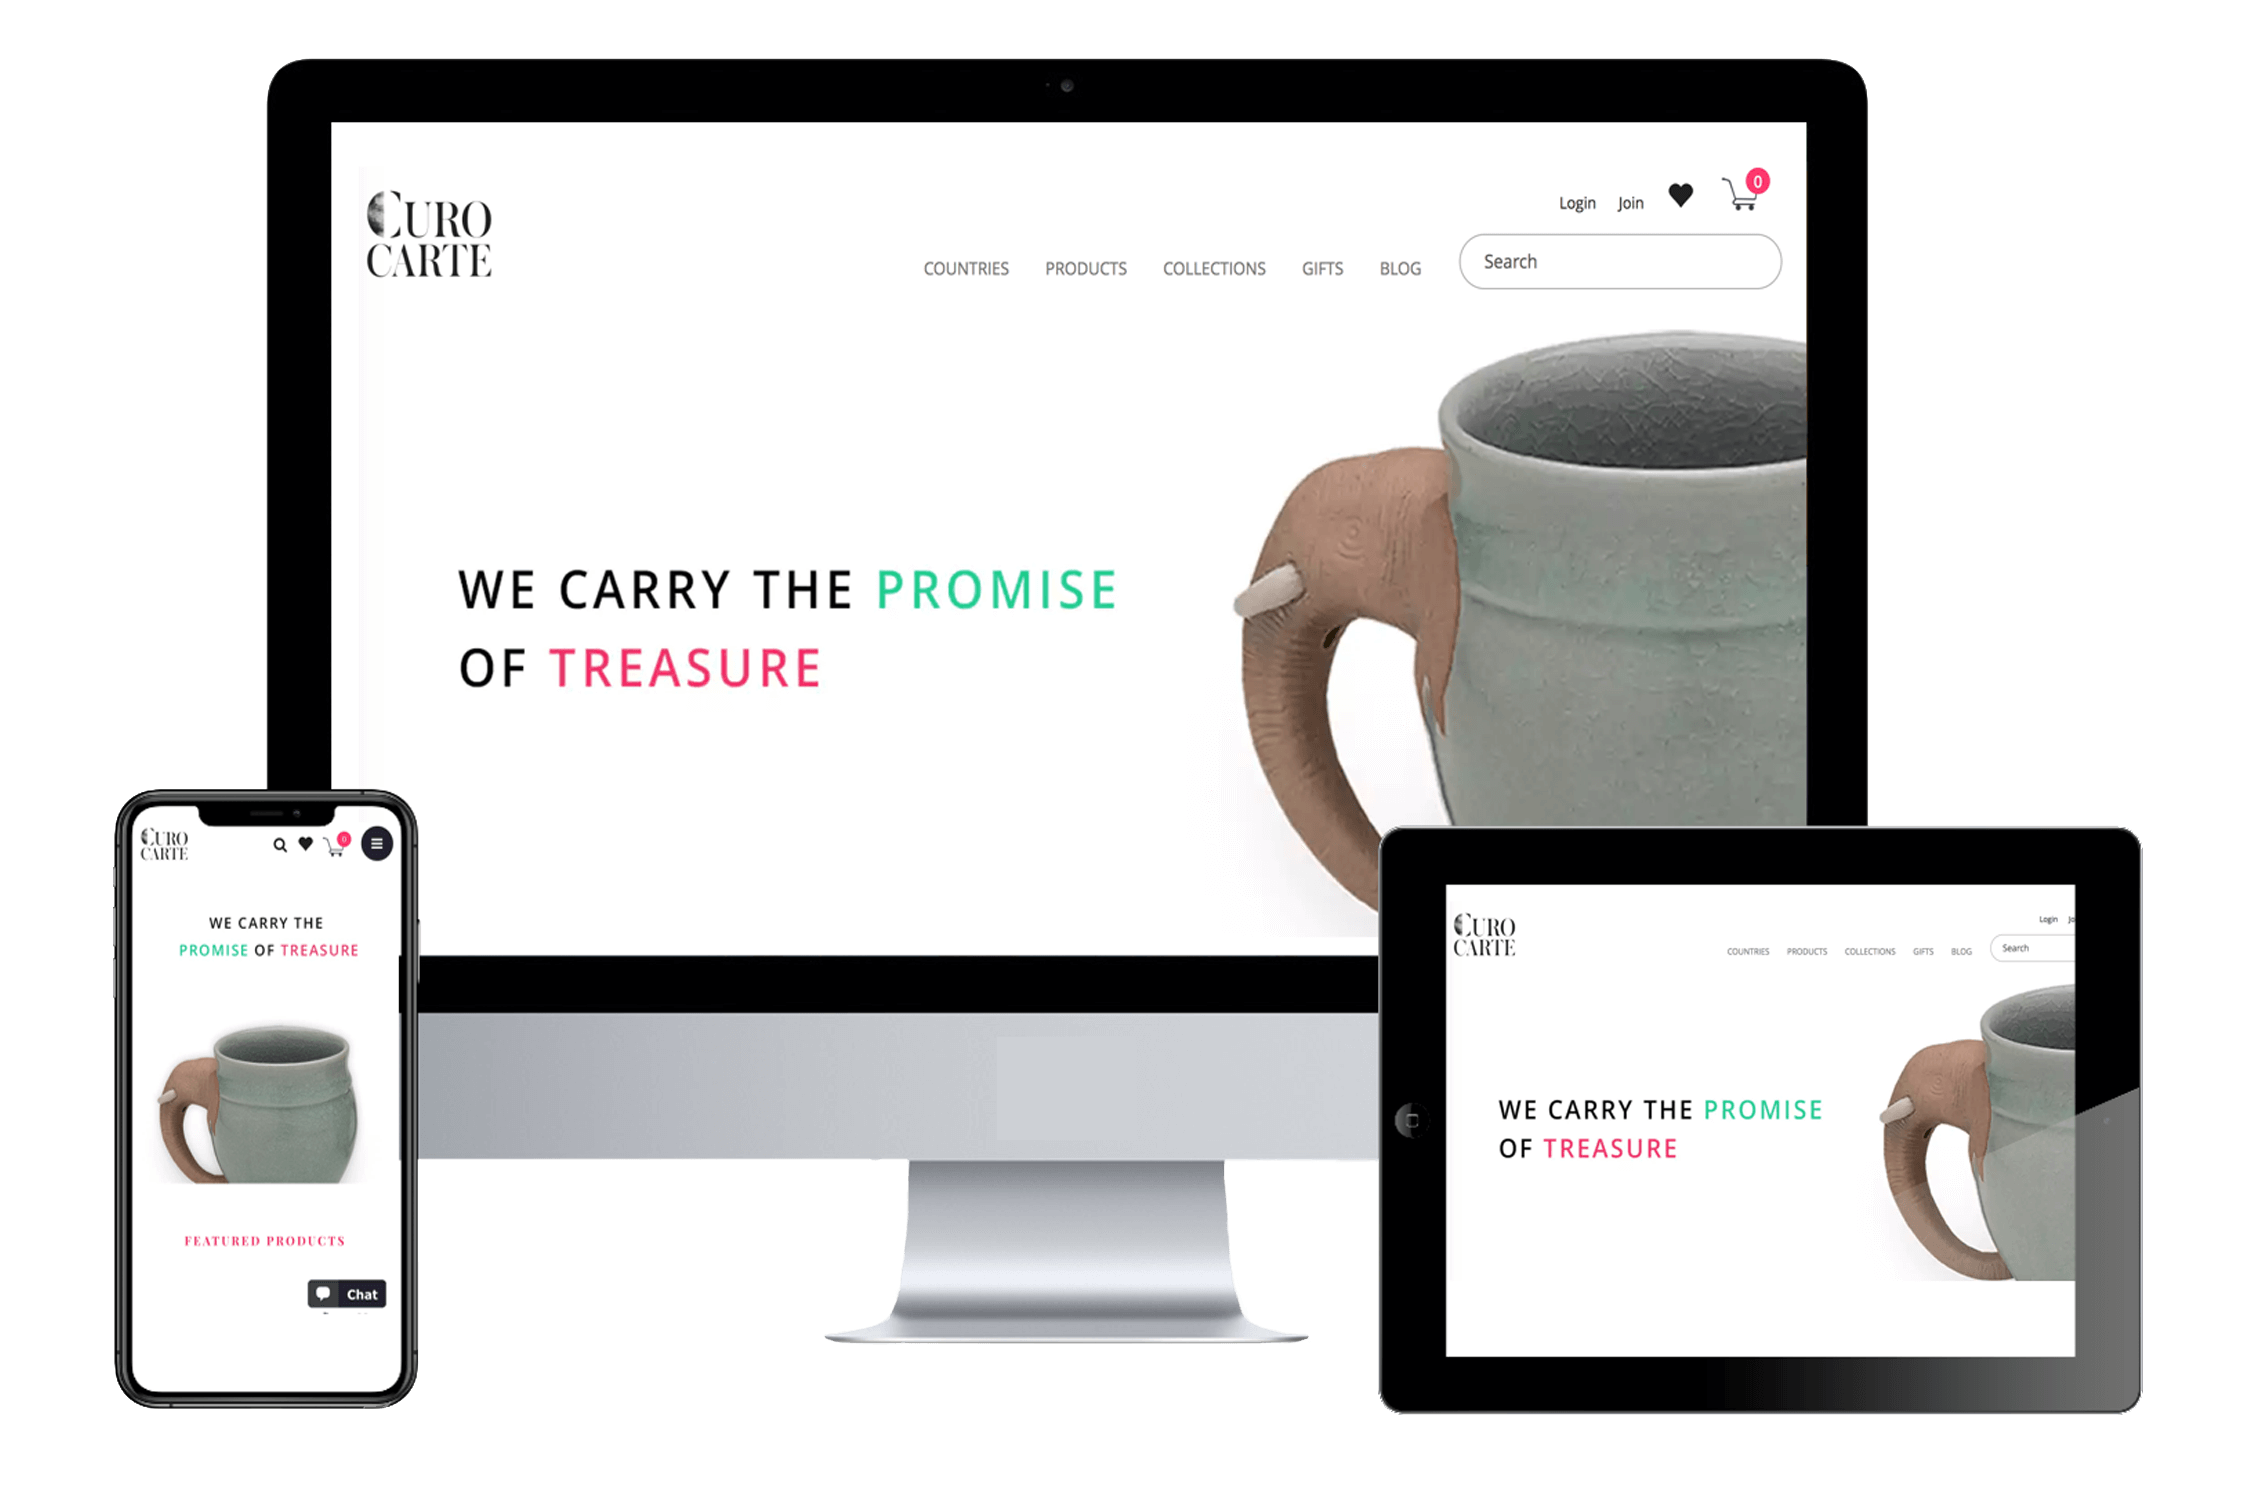 CURO
CARTE
Login Join 0
COUNTRIES PRODUCTS COLLECTIONS GIFTS BLOG Search
WE CARRY THE PROMISE
OF TREASURE
CURO
CARTE
0
WE CARRY THE
PROMISE OF TREASURE
FEATURED PRODUCTS
Chat
CURO
CARTE
Login Jo
COUNTRIES PRODUCTS COLLECTIONS GIFTS BLOG Search
WE CARRY THE PROMISE
OF TREASURE